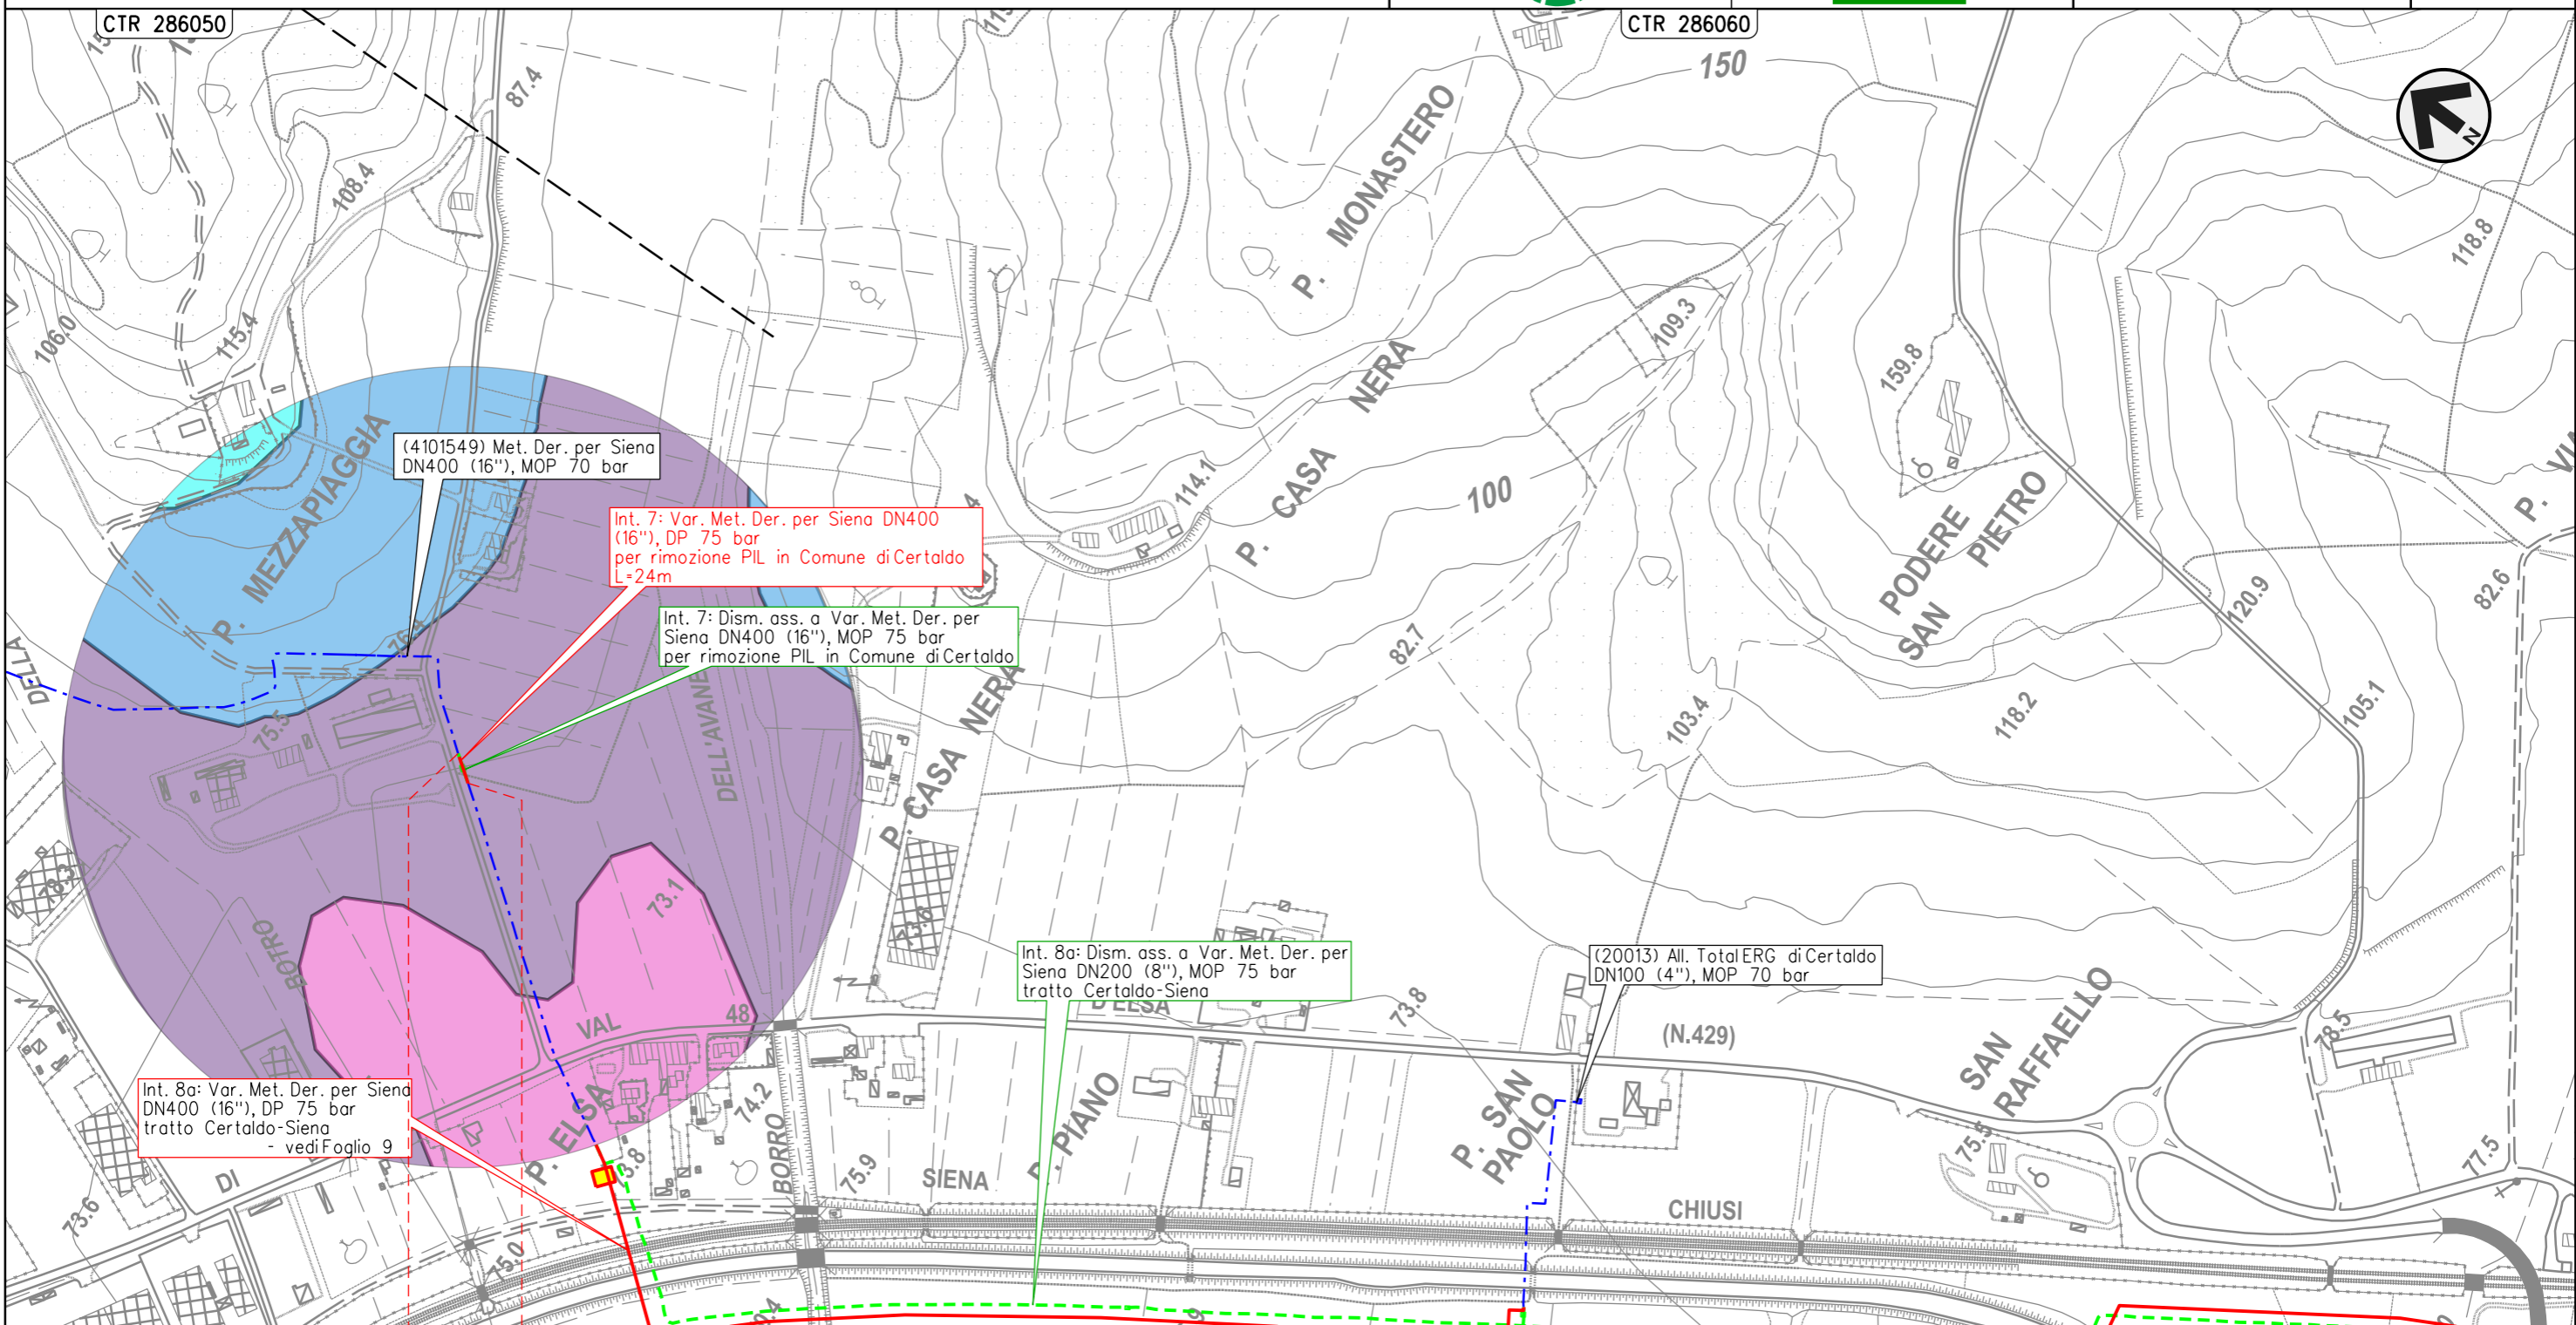 CTR 286050
CTR 286060
150
N
87.4
108.4
115.4
106.0
P. MONASTERO
118.8
109.3
159.8
P. MEZZAPIAGGIA
(4101549) Met. Der. per Siena
DN400 (16"), MOP 70 bar
Int. 7: Var. Met. Der. per Siena DN400
(16"), DP 75 bar
per rimozione PIL in Comune di Certaldo
L=24m
Int. 7: Dism. ass. a Var. Met. Der. per
Siena DN400 (16"), MOP 75 bar
per rimozione PIL in Comune di Certaldo
114.1
P. CASA NERA
100
PODERE
SAN PIETRO
120.9
82.6
82.7
DELLA
75.5
DELL'AVANE
P. CASA NERA
103.4
118.2
105.1
78.3
73.1
73.6
BOTRO
Int. 8a: Dism. ass. a Var. Met. Der. per
Siena DN200 (8"), MOP 75 bar
tratto Certaldo-Siena
(20013) All. TotalERG di Certaldo
DN100 (4"), MOP 70 bar
VAL
48
D'ELSA
73.8
(N.429)
SAN
RAFFAELLO
78.5
Int. 8a: Var. Met. Der. per Siena
DN400 (16"), DP 75 bar
tratto Certaldo-Siena
- vedi Foglio 9
P. ELSA
74.2
BORRO
P. PIANO
P. SAN
PAOLO
75.5
77.5
73.6
DI
75.9
SIENA
CHIUSI
75.0